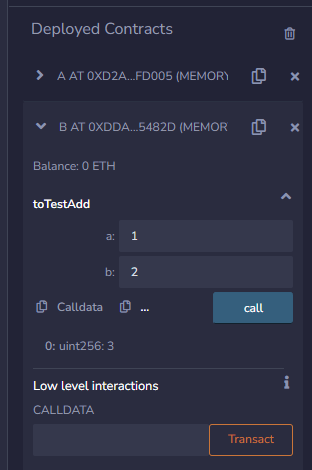 Deployed Contracts
A AT 0XD2A...FD005 (MEMORY
B AT 0XDDA...5482D (MEMOR
Balance: 0 ETH
toTestAdd
a: 1
b: 2
Calldata ... call
0: uint256: 3
Low level interactions i
CALLDATA
Transact